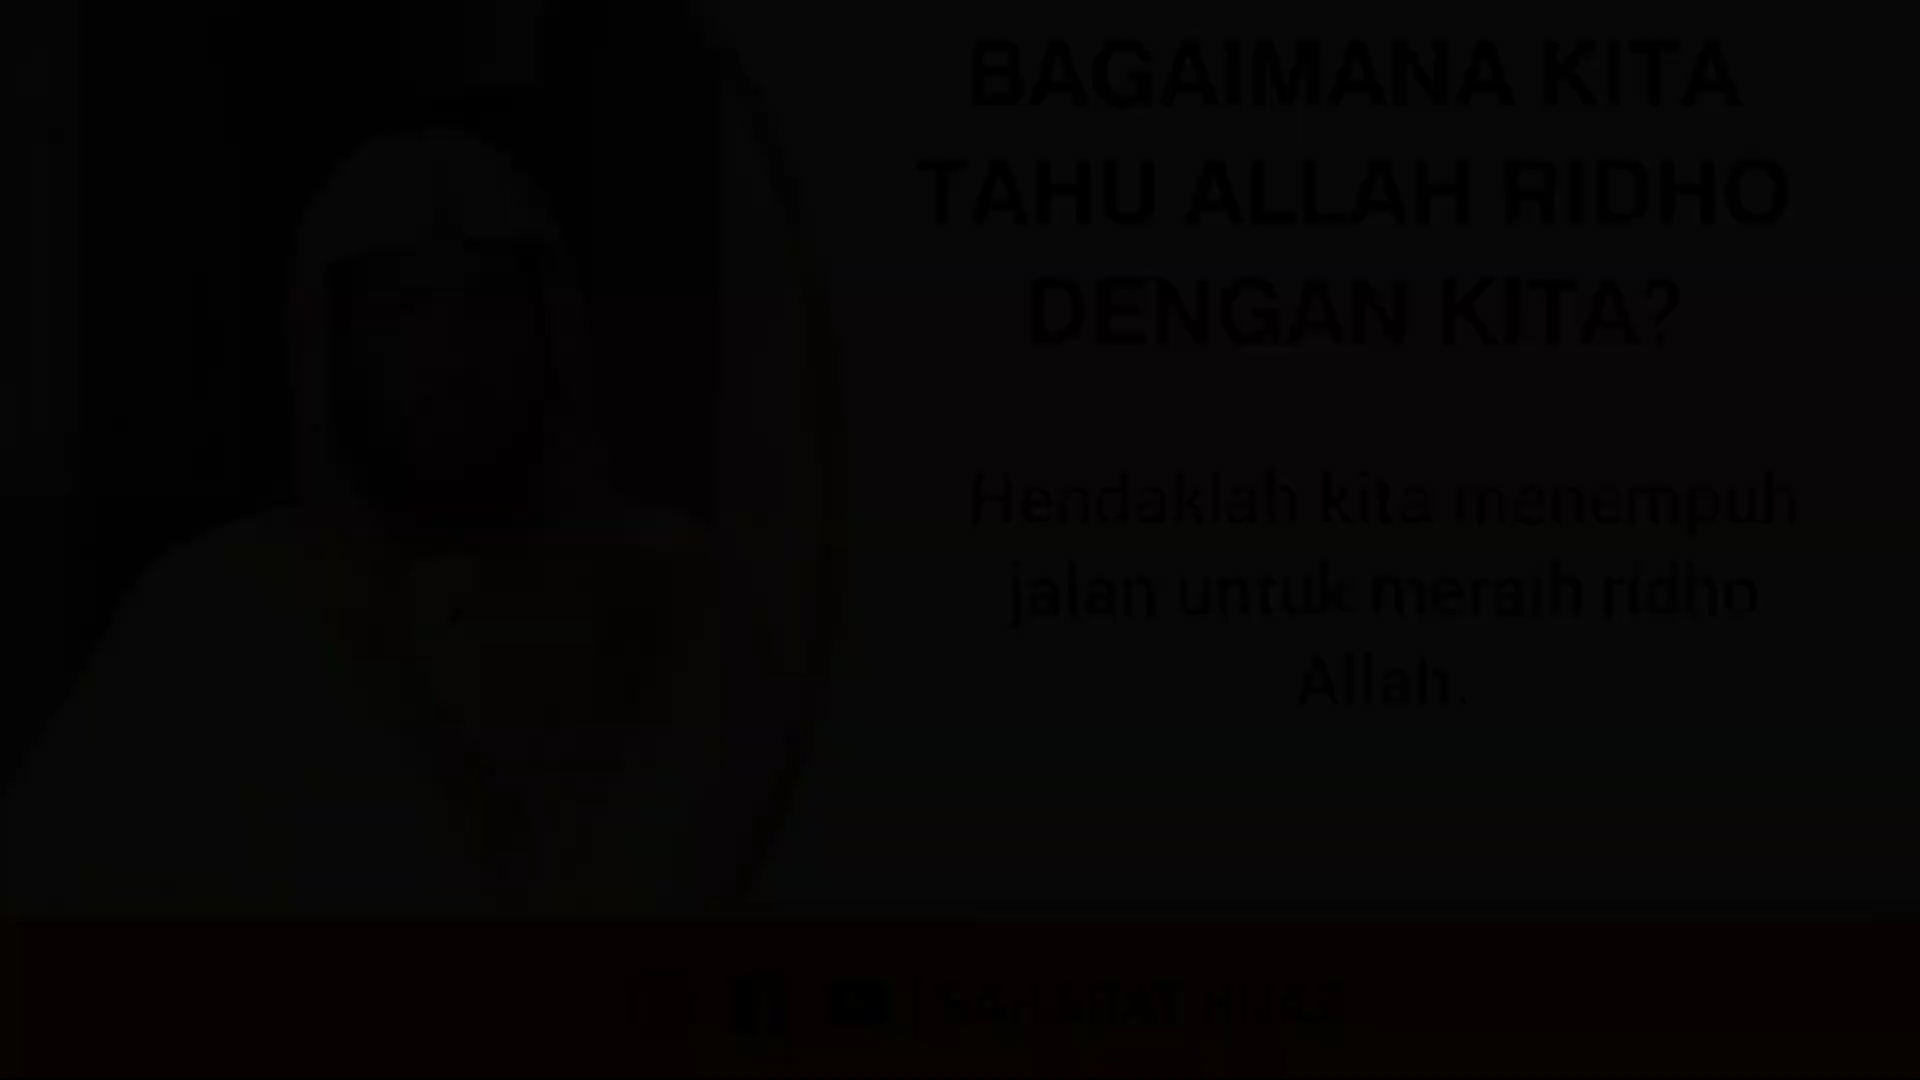 BAGAIMANA KITA
TAHU ALLAH RIDHO
DENGAN KITA?
Hendaklah kita menempuh
jalan untuk meraih ridho
Allah.